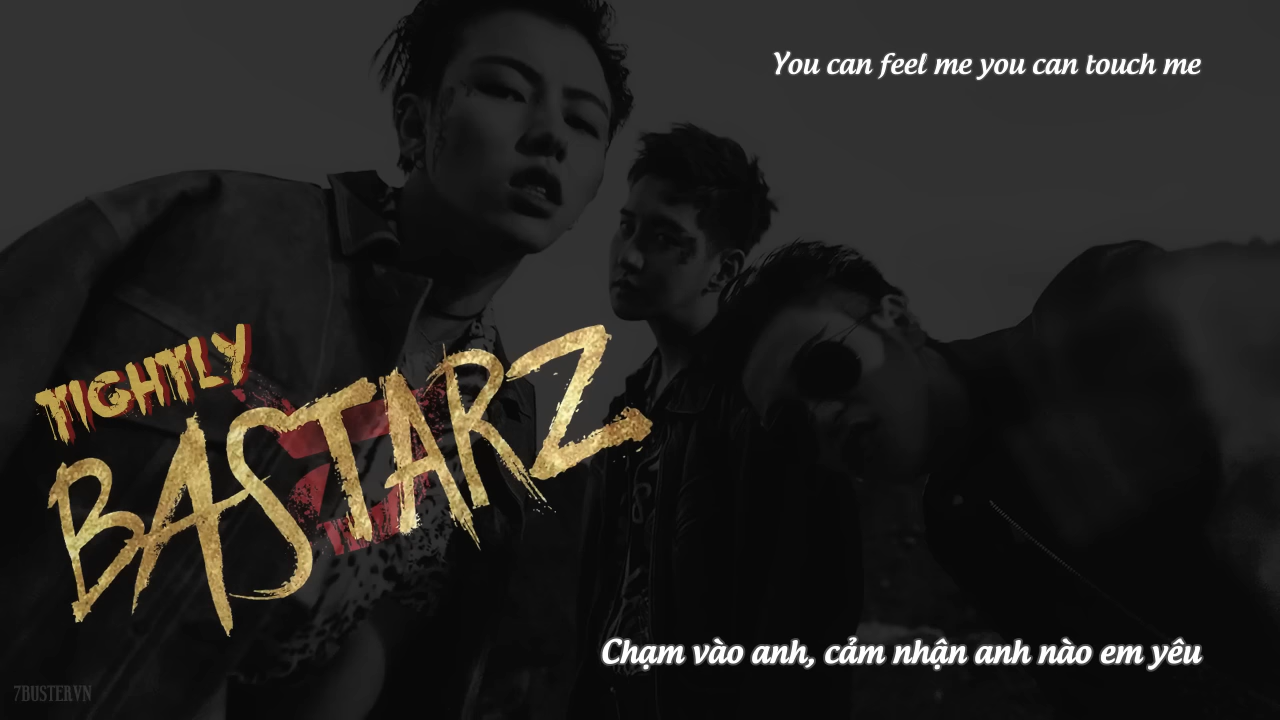 You can feel me you can touch me
TIGHTLY
BASTARZ
Chạm vào anh, cảm nhận anh nào em yêu
7BUSTERVN